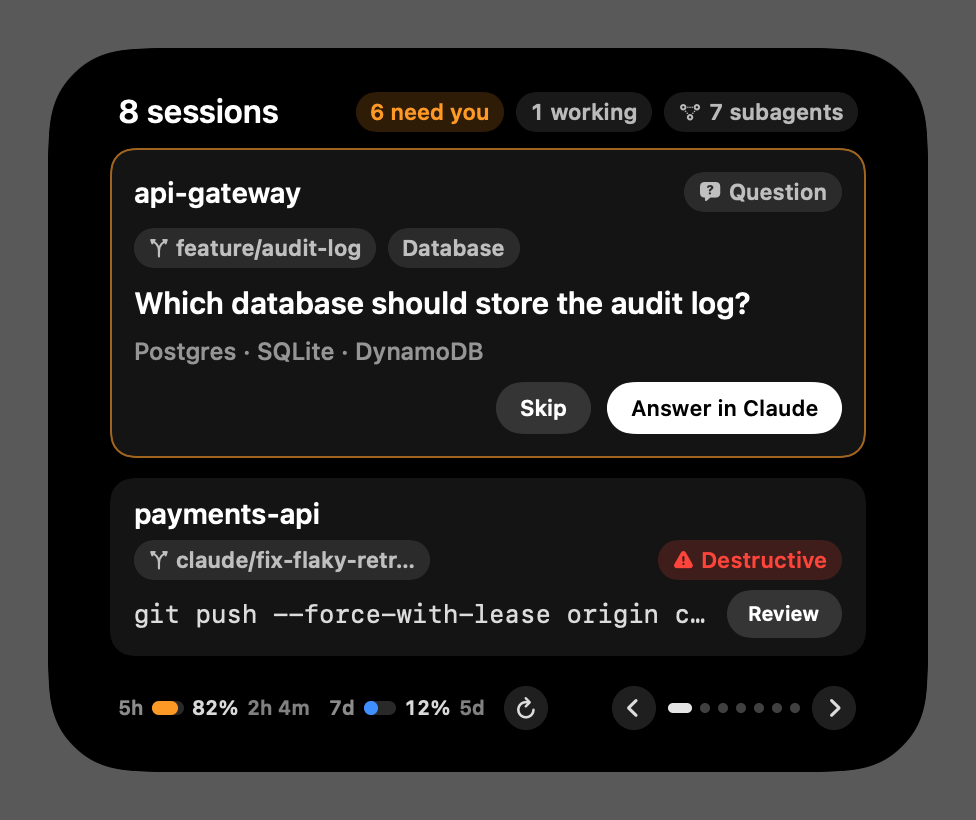 8 sessions 6 need you 1 working 7 subagents
api-gateway Question
feature/audit-log Database
Which database should store the audit log?
Postgres · SQLite · DynamoDB
Skip Answer in Claude
payments-api
claude/fix-flaky-retr... Destructive
git push --force-with-lease origin c… Review
5h 82% 2h 4m 7d 12% 5d